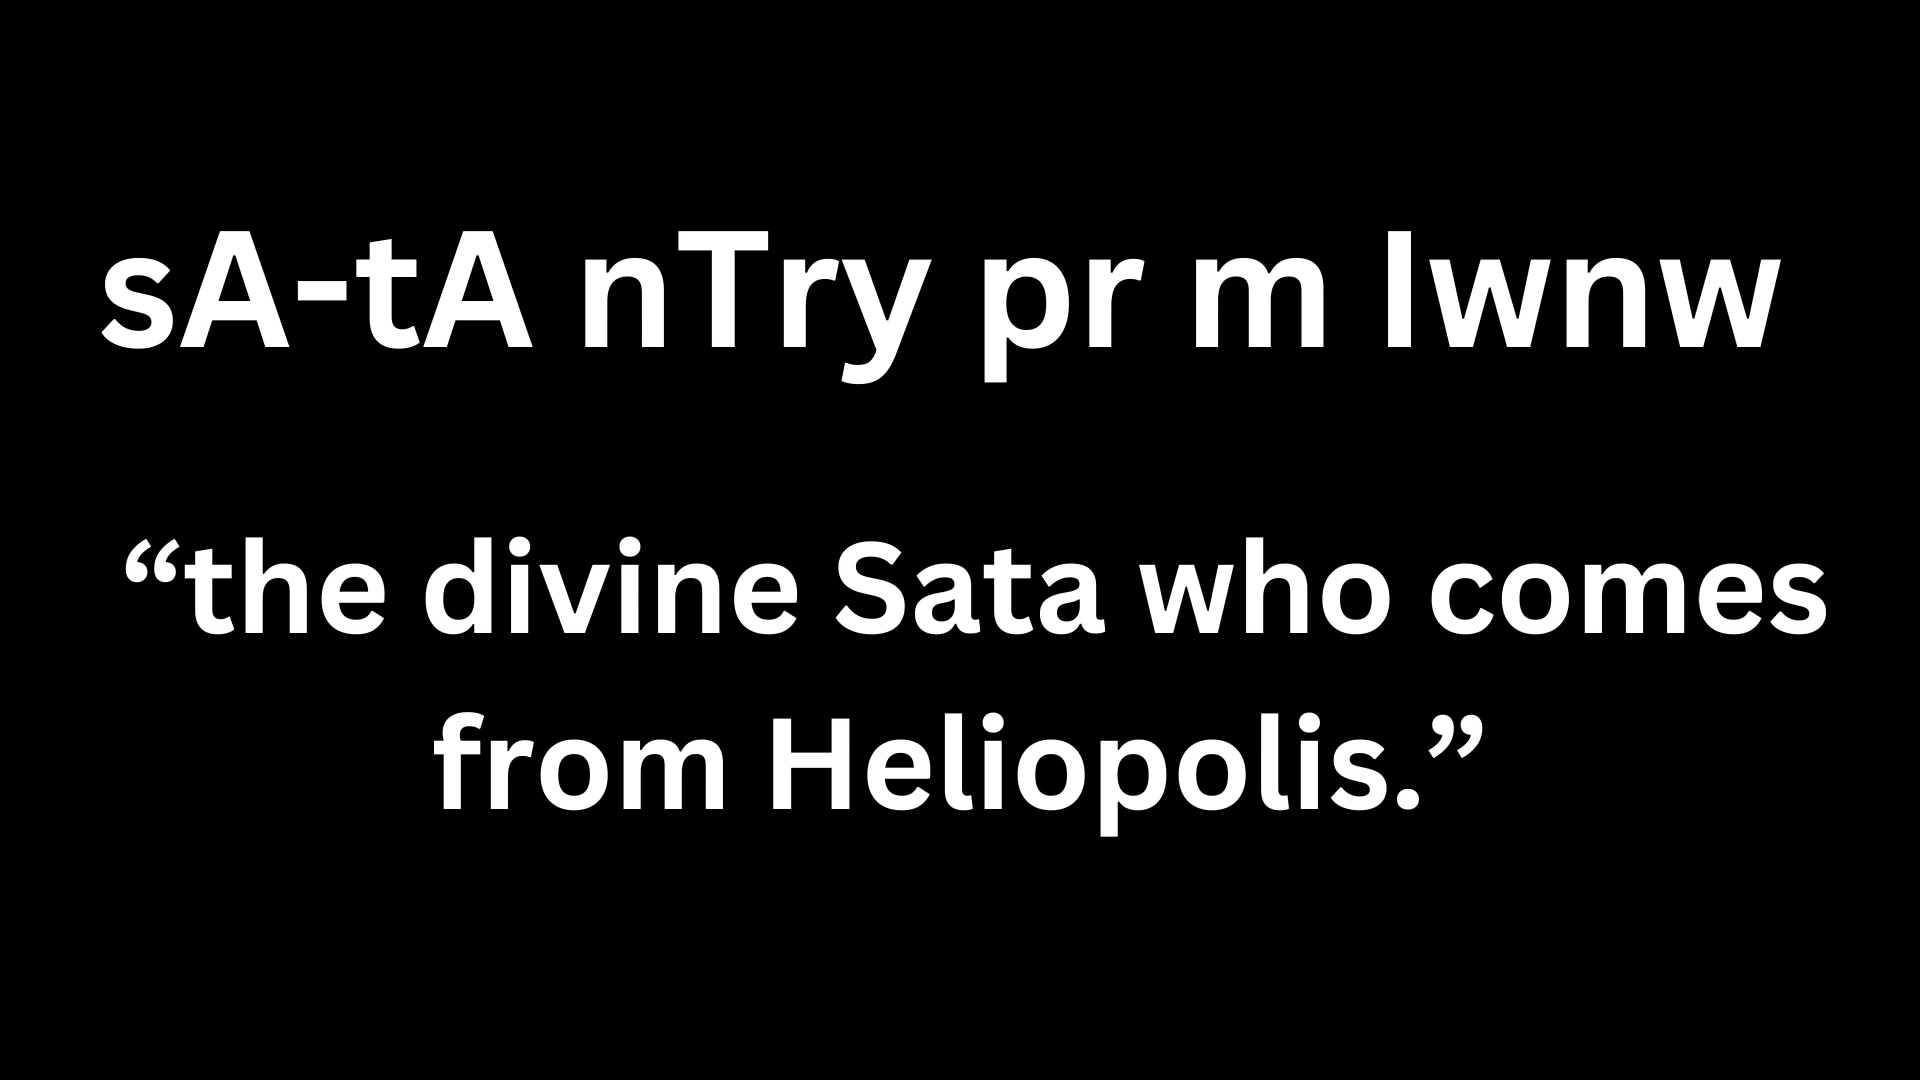 sA-tA nTry pr m Iwnw
“the divine Sata who comes
from Heliopolis.”